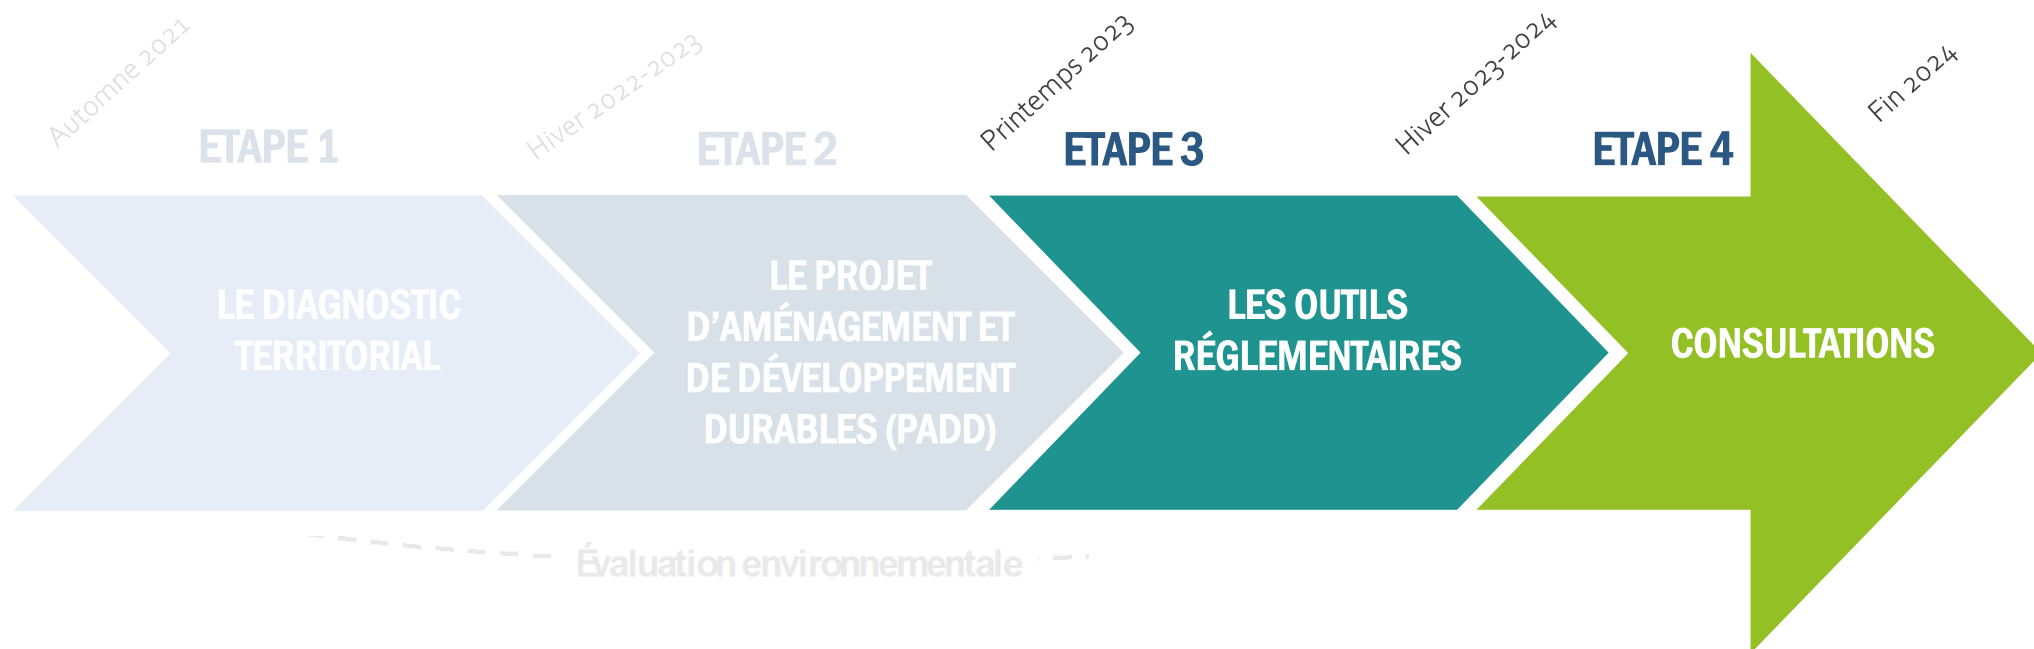 Automne 2021
Hiver 2022-2023
Printemps 2023
Hiver 2023-2024
Fin 2024
ETAPE 1
ETAPE 2
ETAPE 3
ETAPE 4
LE DIAGNOSTIC
TERRITORIAL
LE PROJET
D'AMÉNAGEMENT ET
DE DÉVELOPPEMENT
DURABLES (PADD)
LES OUTILS
RÉGLEMENTAIRES
CONSULTATIONS
Évaluation environnementale